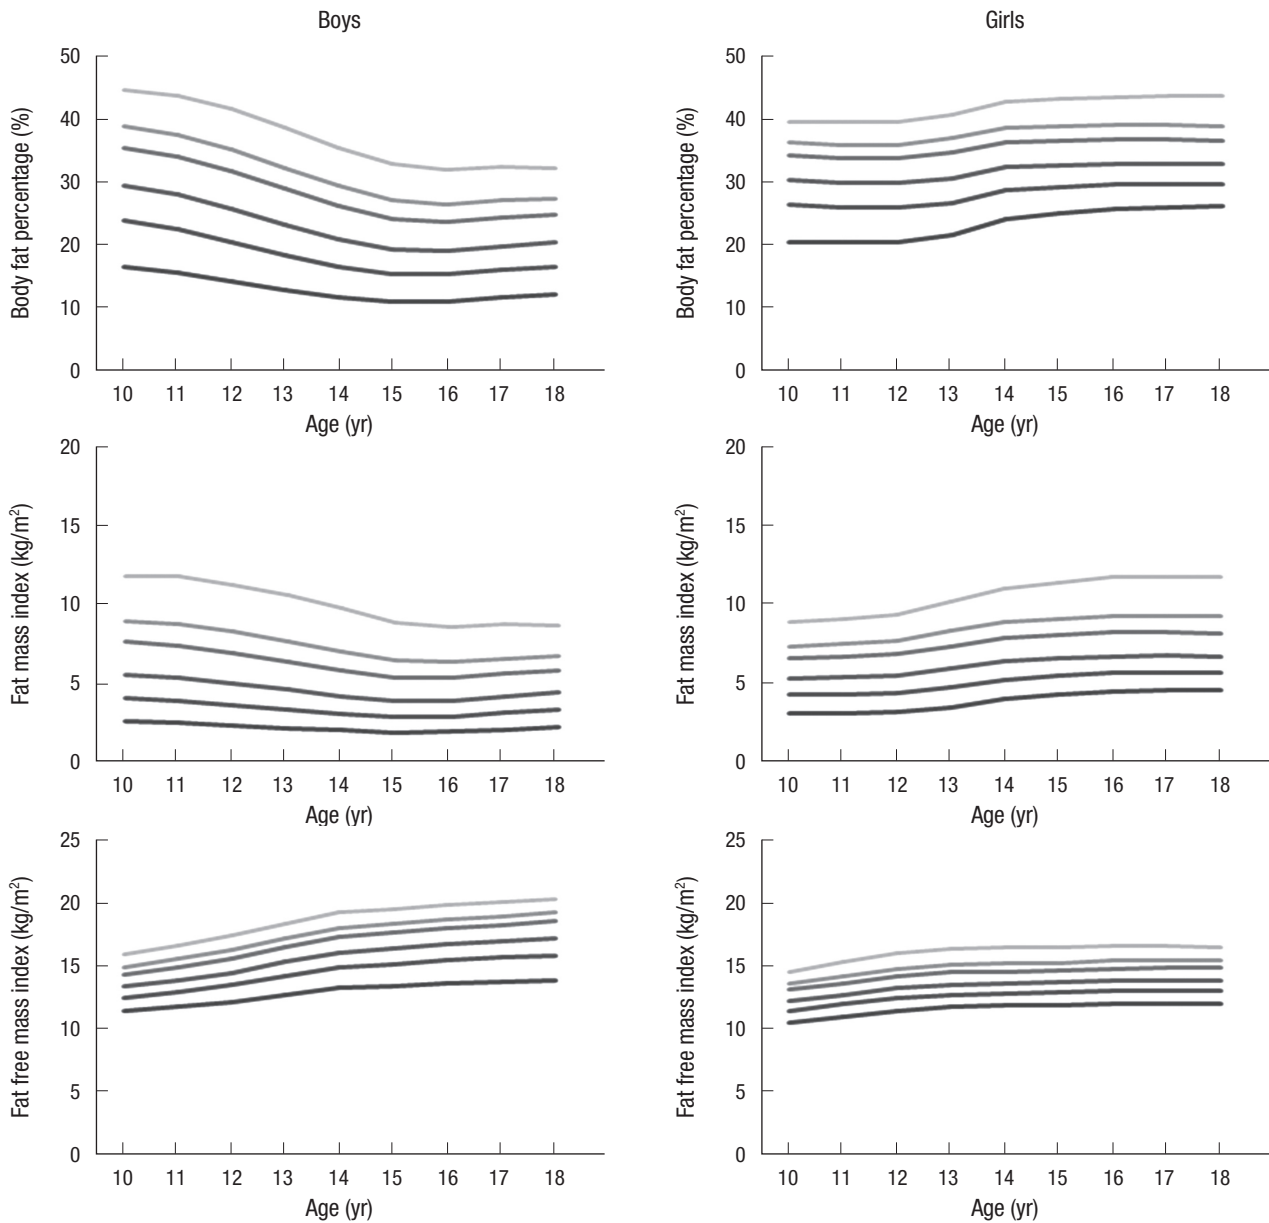 Boys
Body fat percentage (%)
50
40
30
20
10
0
10 11 12 13 14 15 16 17 18
Age (yr)
Girls
Body fat percentage (%)
50
40
30
20
10
0
10 11 12 13 14 15 16 17 18
Age (yr)
Fat mass index (kg/m²)
20
15
10
5
0
10 11 12 13 14 15 16 17 18
Age (yr)
Fat mass index (kg/m²)
20
15
10
5
0
10 11 12 13 14 15 16 17 18
Age (yr)
Fat free mass index (kg/m²)
25
20
15
10
5
0
10 11 12 13 14 15 16 17 18
Age (yr)
Fat free mass index (kg/m²)
25
20
15
10
5
0
10 11 12 13 14 15 16 17 18
Age (yr)